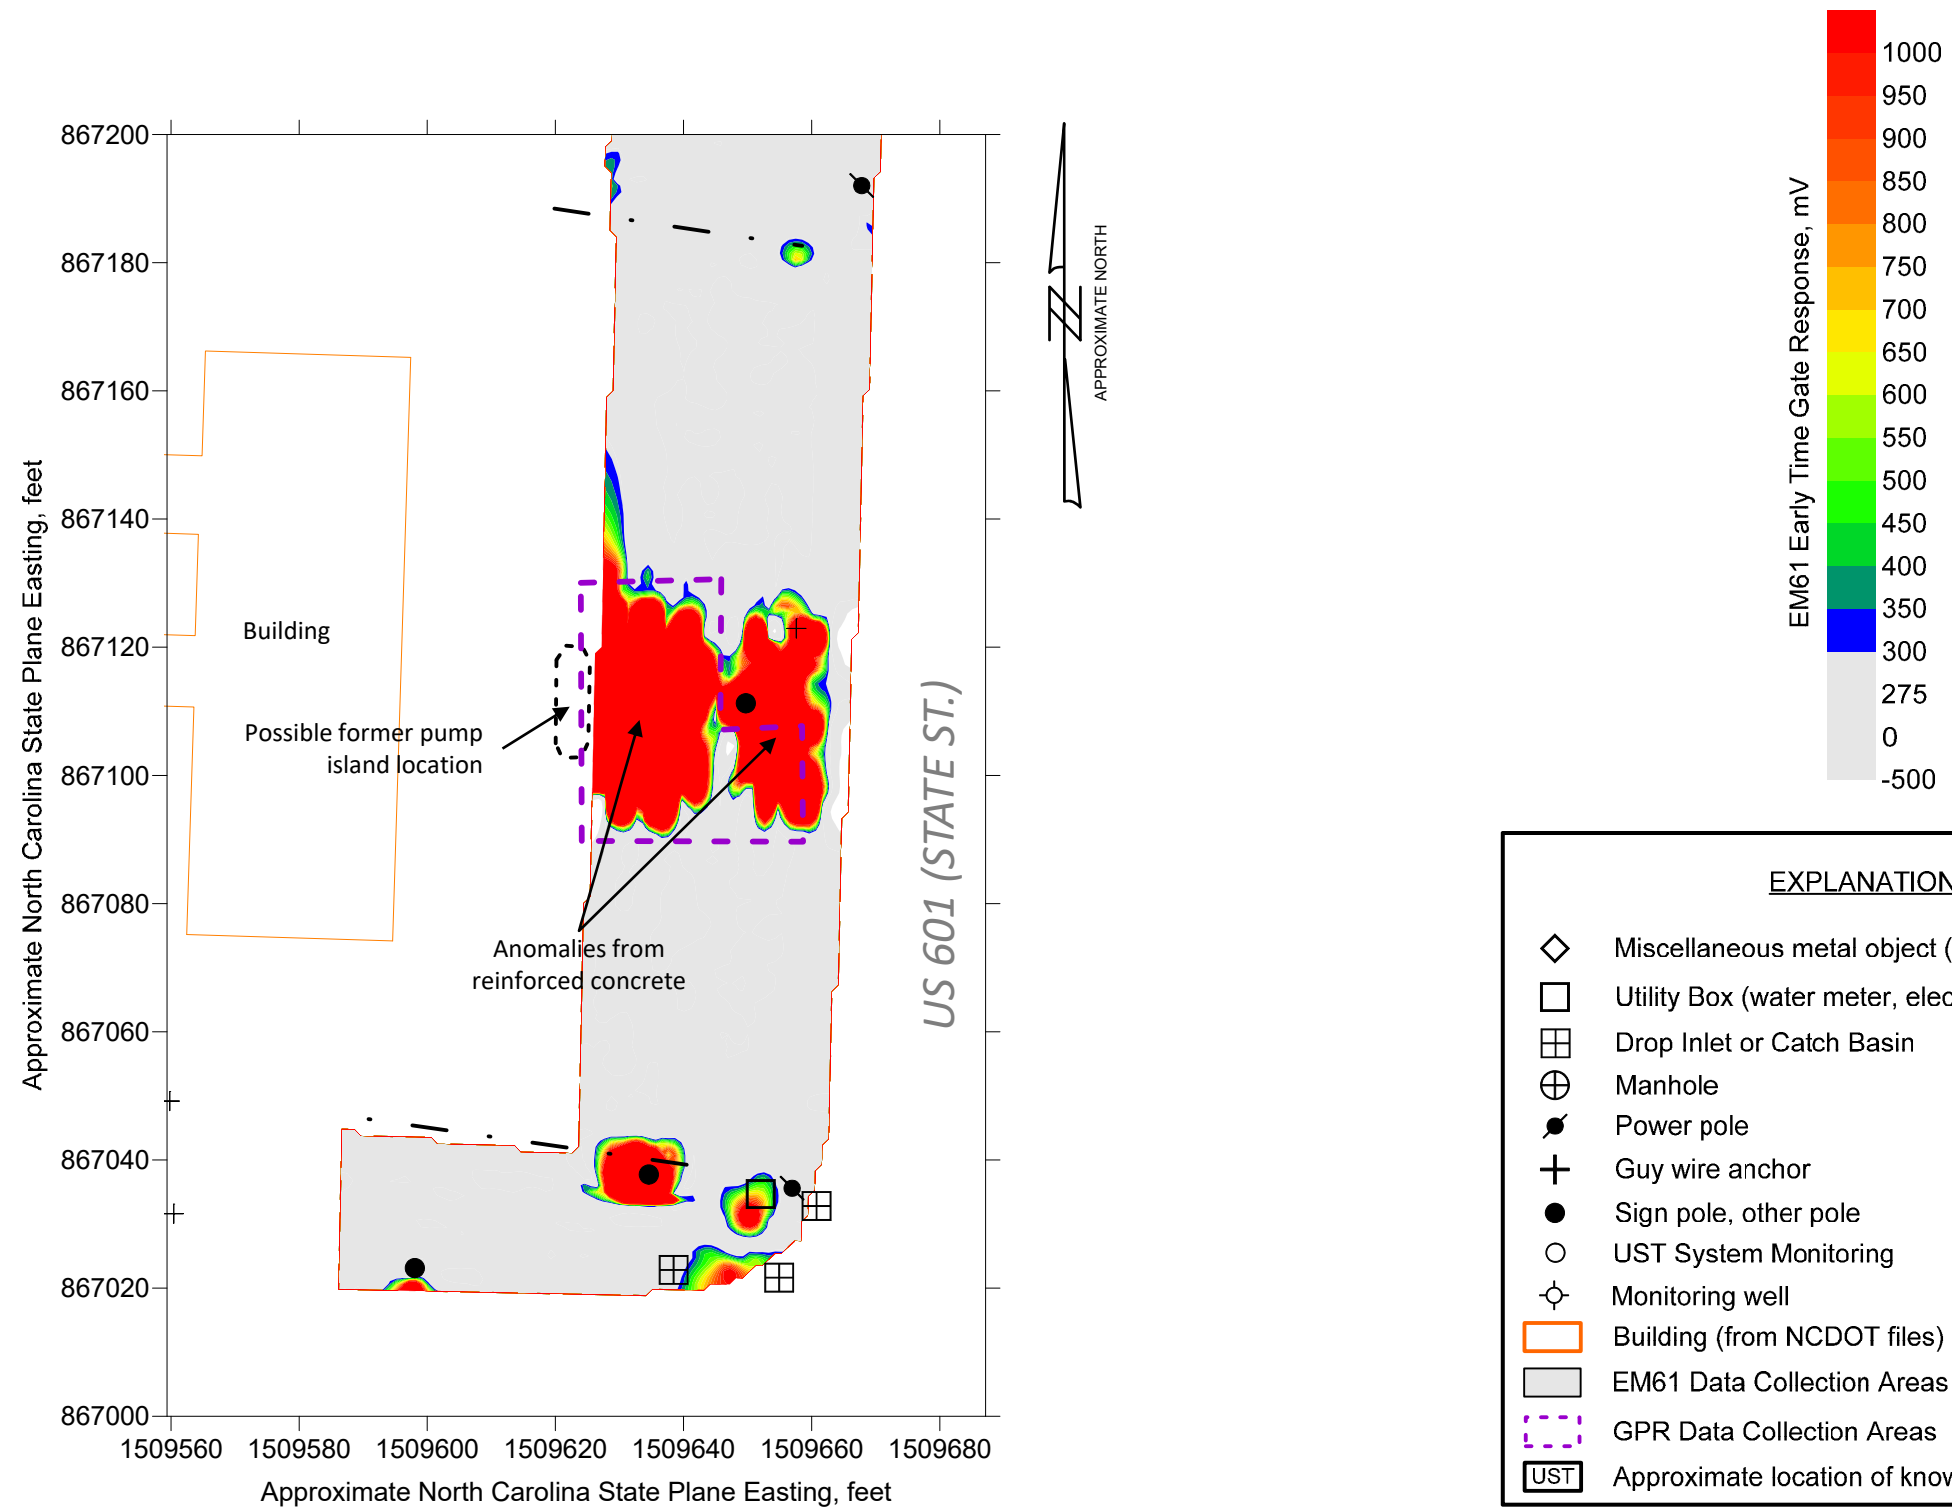 1000
950
900
850
800
750
700
650
600
550
500
450
400
350
300
275
0
-500
EM61 Early Time Gate Response, mV
867200
867180
867160
867140
867120
867100
867080
867060
867040
867020
867000
Approximate North Carolina State Plane Easting, feet
1509560
1509580
1509600
1509620
1509640
1509660
1509680
Approximate North Carolina State Plane Easting, feet
N
APPROXIMATE NORTH
Building
Possible former pump
island location
Anomalies from
reinforced concrete
US 601 (STATE ST.)
EXPLANATION
Miscellaneous metal object (
Utility Box (water meter, elec
Drop Inlet or Catch Basin
Manhole
Power pole
Guy wire anchor
Sign pole, other pole
UST System Monitoring
Monitoring well
Building (from NCDOT files)
EM61 Data Collection Areas
GPR Data Collection Areas
UST
Approximate location of know